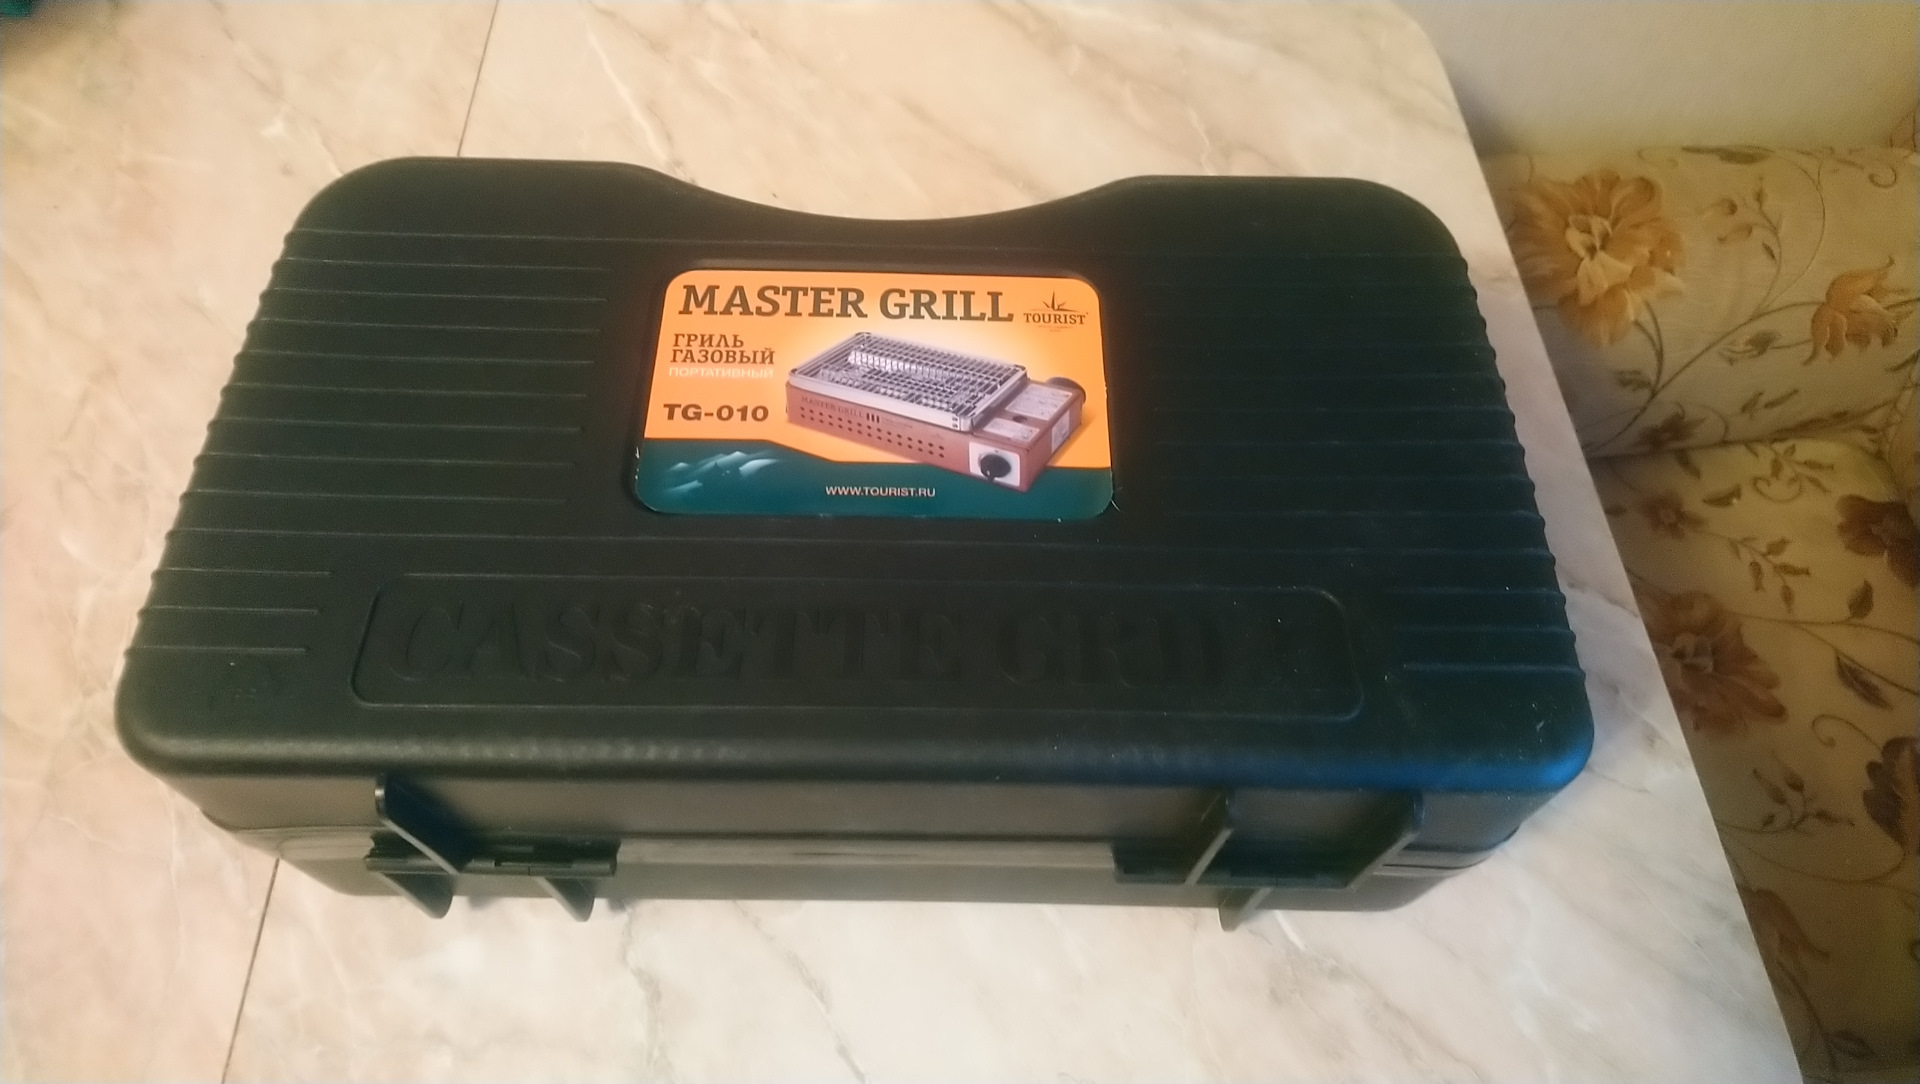 MASTER GRILL
TOURIST
ГРИЛЬ
ГАЗОВЫЙ
ПОРТАТИВНЫЙ
TG-010
MASTER GRILL
WWW.TOURIST.RU
CASSETTE GRILL